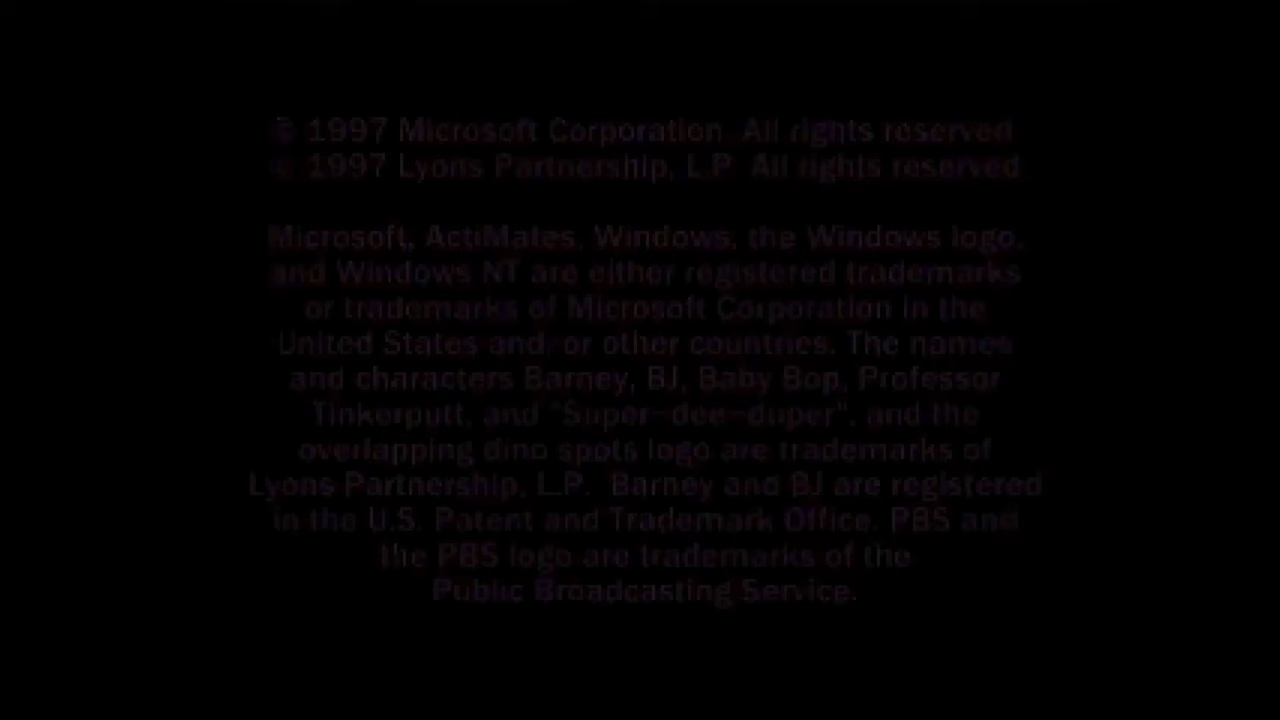 © 1997 Microsoft Corporation. All rights reserved
© 1997 Lyons Partnership, L.P. All rights reserved
Microsoft, ActiMates, Windows, the Windows logo,
and Windows NT are either registered trademarks
or trademarks of Microsoft Corporation in the
United States and/or other countries. The names
and characters Barney, BJ, Baby Bop, Professor
Tinkerputt, and "Super-dee-duper", and the
overlapping dino spots logo are trademarks of
Lyons Partnership, L.P. Barney and BJ are registered
in the U.S. Patent and Trademark Office. PBS and
the PBS logo are trademarks of the
Public Broadcasting Service.